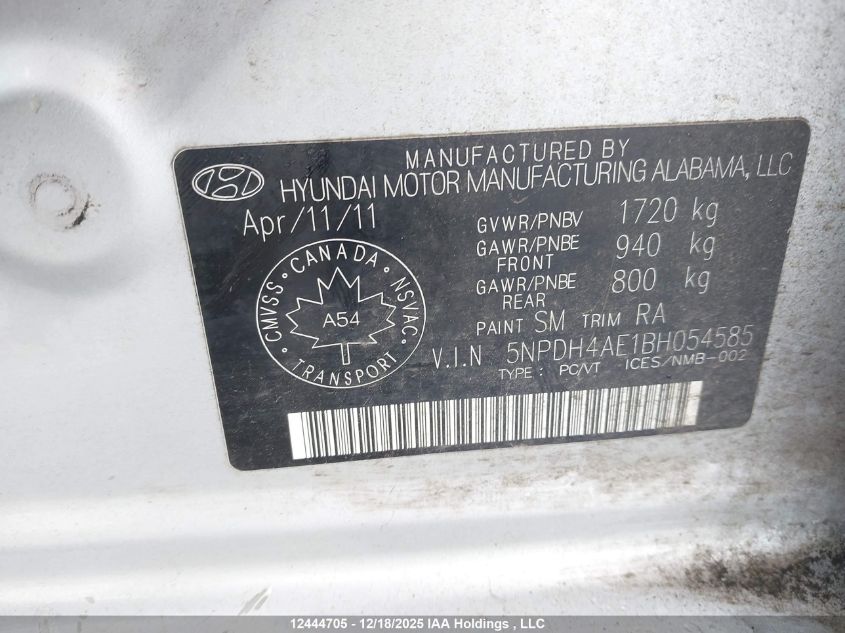 MANUFACTURED BY
HYUNDAI MOTOR MANUFACTURING ALABAMA, LLC
Apr/11/11
GVWR/PNBV 1720 kg
GAWR/PNBE FRONT 940 kg
GAWR/PNBE REAR 800 kg
PAINT SM TRIM RA
V.I.N 5NPDH4AE1BH054585
TYPE : PC/VT ICES/NMB-002
CMVSS • CANADA • NSVAC • TRANSPORT •
A54
12444705 - 12/18/2025 IAA Holdings , LLC